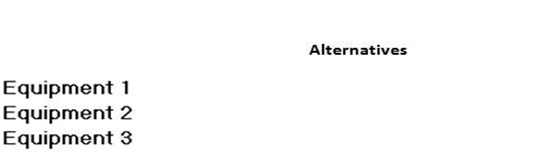 Alternatives
Equipment 1
Equipment 2
Equipment 3